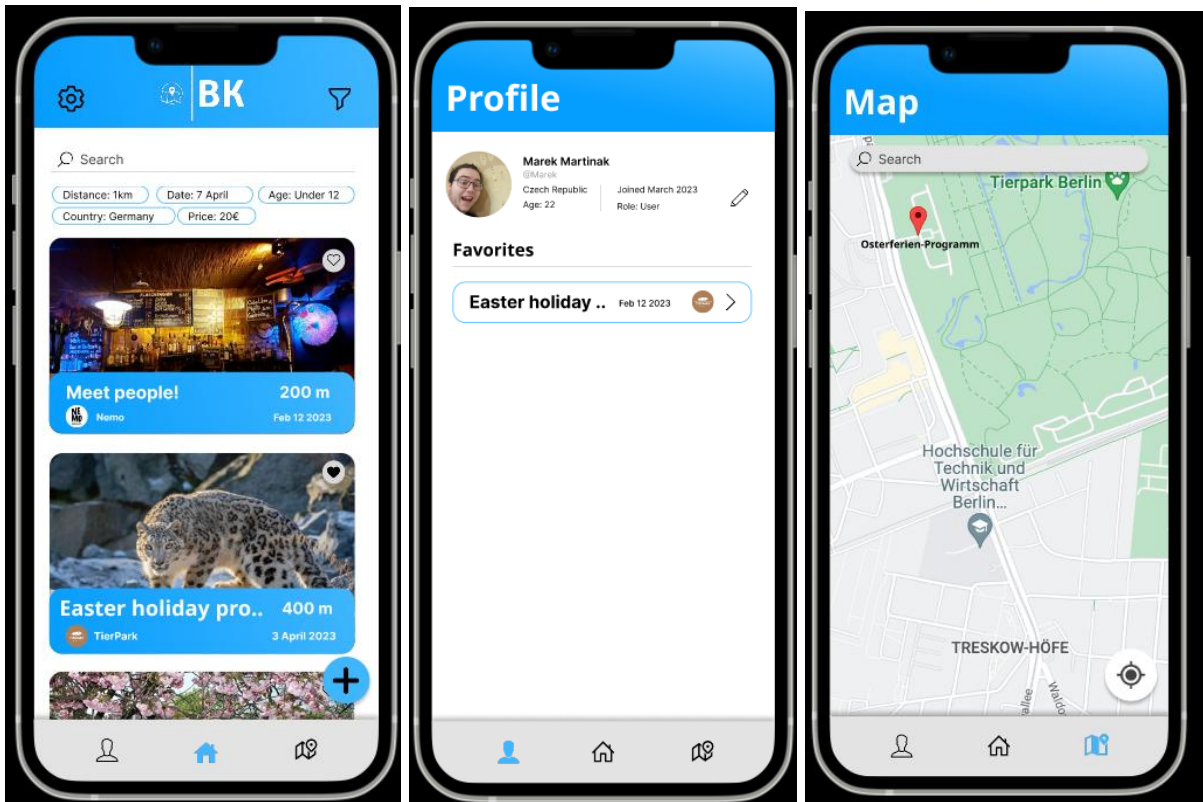 BK
Search
Distance: 1km Date: 7 April Age: Under 12
Country: Germany Price: 20€
Meet people! 200 m
Nemo Feb 12 2023
Easter holiday pro.. 400 m
TierPark 3 April 2023
Profile
Marek Martinak
@Marek
Czech Republic Joined March 2023
Age: 22 Role: User
Favorites
Easter holiday .. Feb 12 2023
Map
Search
Tierpark Berlin
Osterferien-Programm
Hochschule für
Technik und
Wirtschaft
Berlin...
TRESKOW-HÖFE